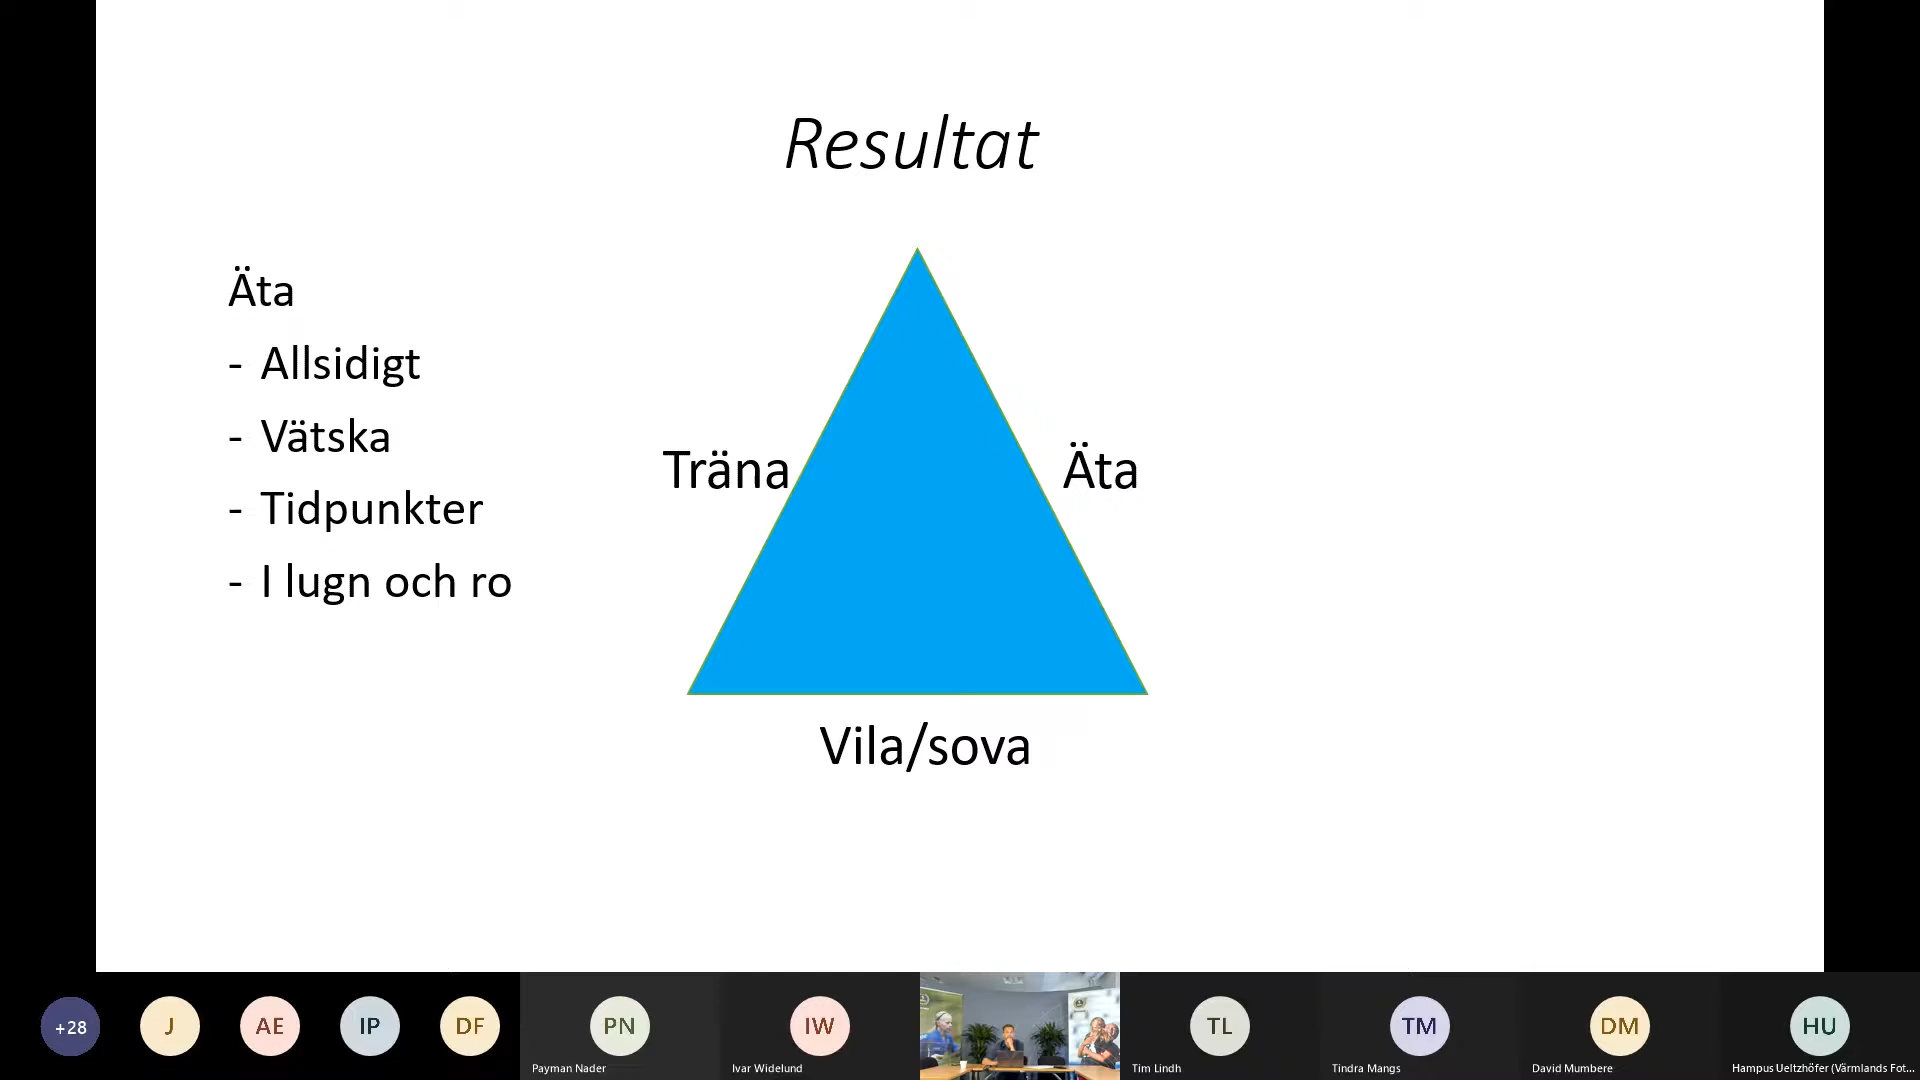 Resultat
Äta
- Allsidigt
- Vätska
- Tidpunkter
- I lugn och ro
Träna
Äta
Vila/sova
+28
J
AE
IP
DF
PN
IW
TL
TM
DM
HU
Payman Nader
Ivar Widelund
Tim Lindh
Tindra Mangs
David Mumbere
Hampus Ueltzhöfer (Värmlands Fot...